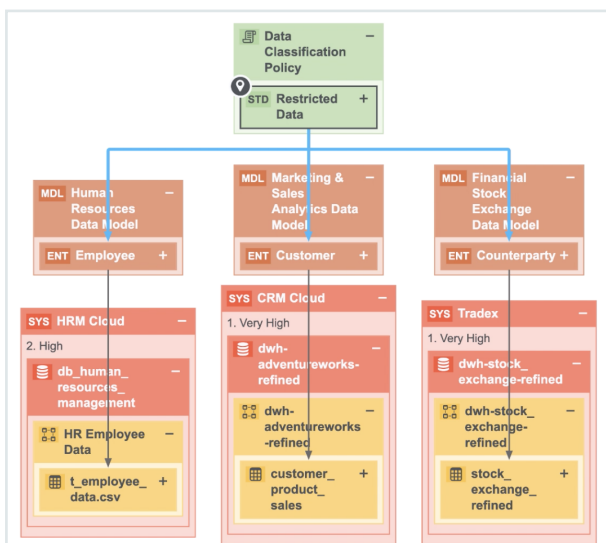 Data
Classification
Policy
STD Restricted
Data
MDL Human
Resources
Data Model
ENT Employee
MDL Marketing &
Sales
Analytics Data
Model
ENT Customer
MDL Financial
Stock
Exchange
Data Model
ENT Counterparty
SYS HRM Cloud
2. High
db_human_
resources_
management
HR Employee
Data
t_employee_
data.csv
SYS CRM Cloud
1. Very High
dwh-
adventureworks-
refined
dwh-
adventureworks
-refined
customer_
product_
sales
SYS Tradex
1. Very High
dwh-stock_
exchange-refined
dwh-stock_
exchange-
refined
stock_
exchange_
refined